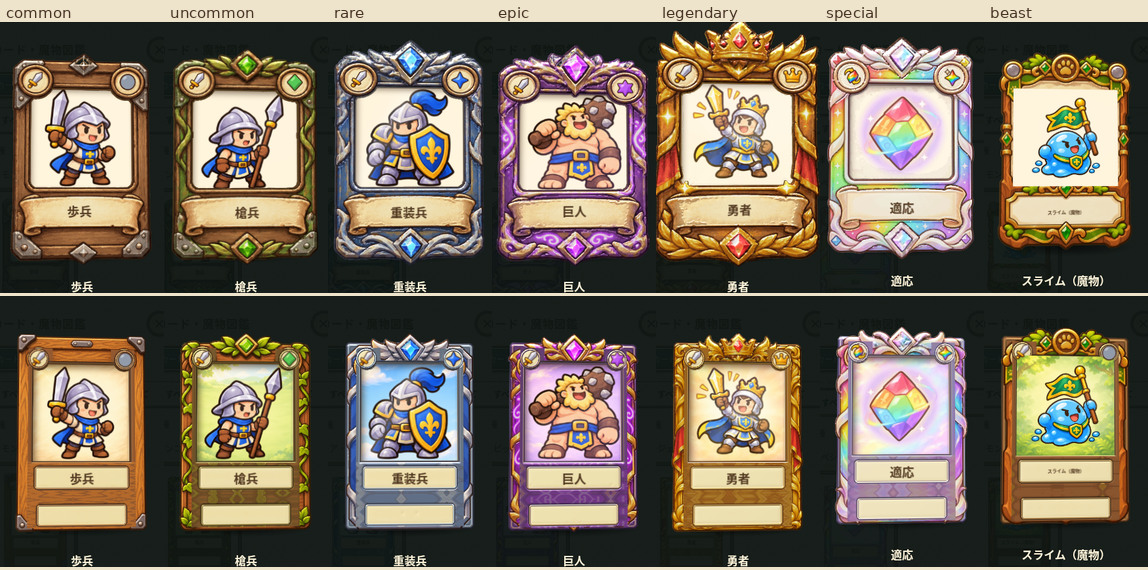 common uncommon rare epic legendary special beast
歩兵 槍兵 重装兵 巨人 勇者 適応 スライム（魔物）
歩兵 槍兵 重装兵 巨人 勇者 適応 スライム（魔物）
歩兵 槍兵 重装兵 巨人 勇者 適応 スライム（魔物）
歩兵 槍兵 重装兵 巨人 勇者 適応 スライム（魔物）